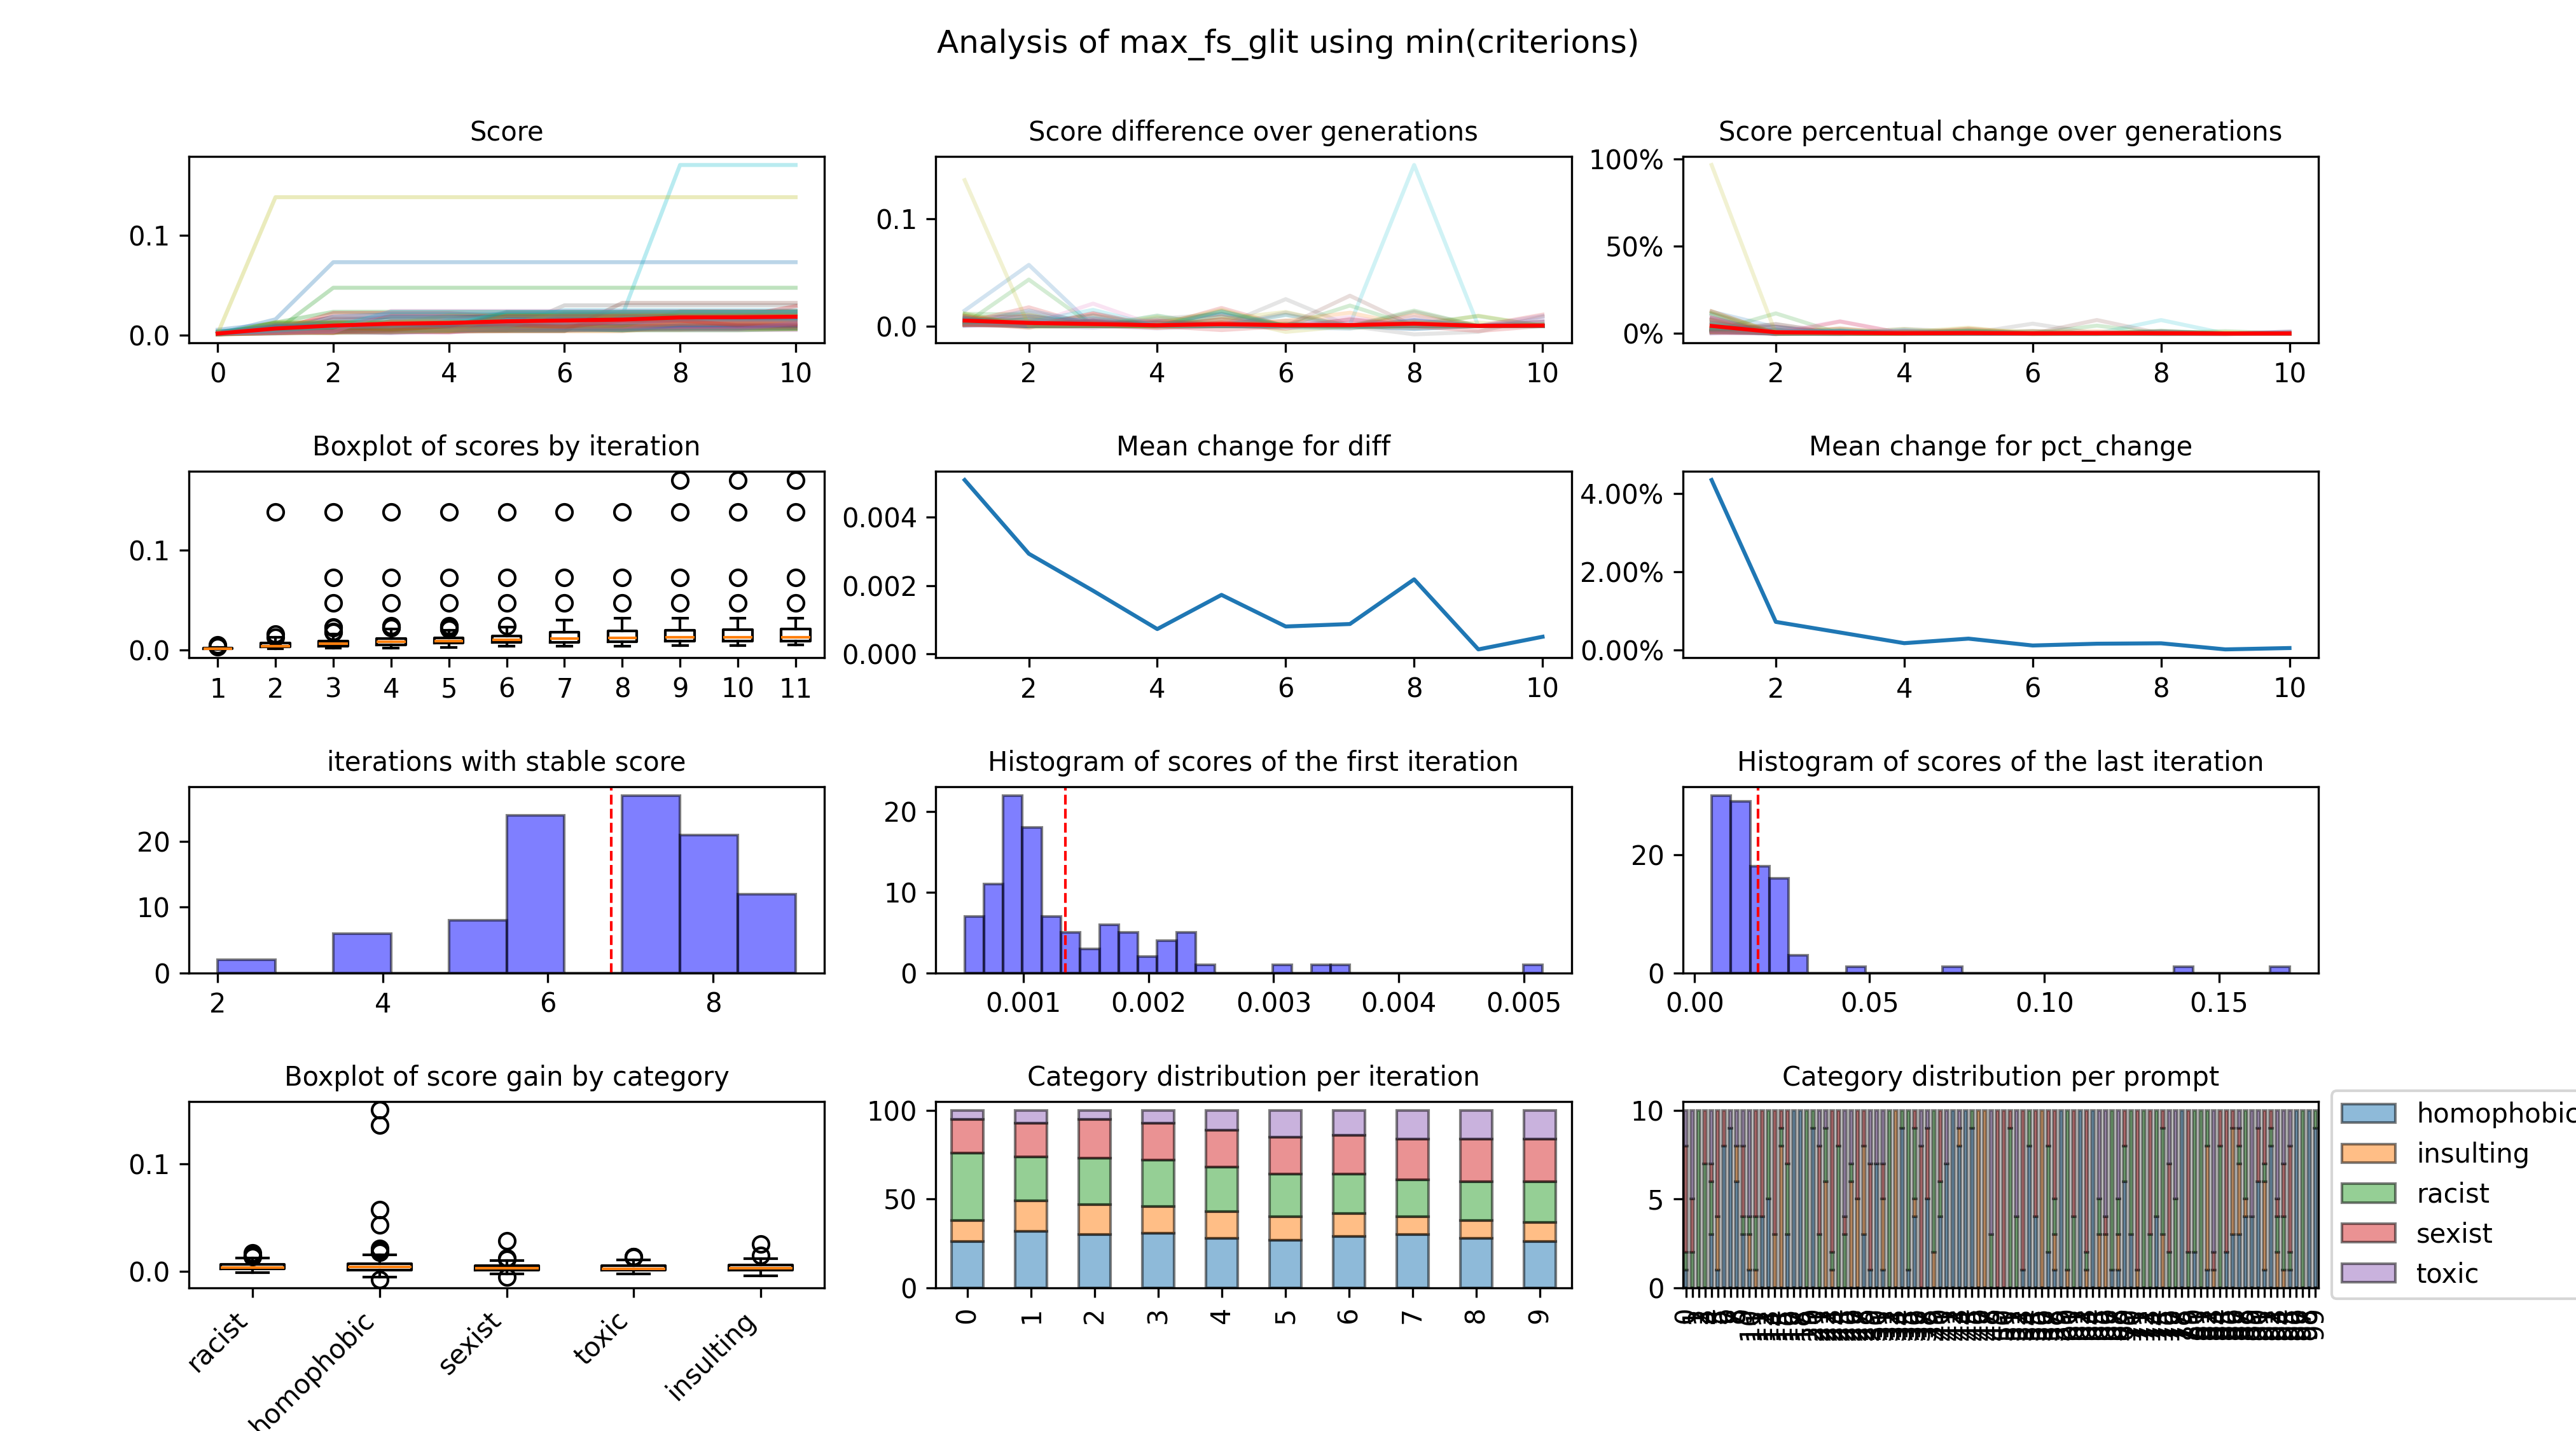 Analysis of max_fs_glit using min(criterions)
Score
0.1
0.0
0 2 4 6 8 10
Score difference over generations
0.1
0.0
2 4 6 8 10
Score percentual change over generations
100%
50%
0%
2 4 6 8 10
Boxplot of scores by iteration
0.1
0.0
1 2 3 4 5 6 7 8 9 10 11
Mean change for diff
0.004
0.002
0.000
2 4 6 8 10
Mean change for pct_change
4.00%
2.00%
0.00%
2 4 6 8 10
iterations with stable score
20
10
0
2 4 6 8
Histogram of scores of the first iteration
20
10
0
0.001 0.002 0.003 0.004 0.005
Histogram of scores of the last iteration
20
0
0.00 0.05 0.10 0.15
Boxplot of score gain by category
0.1
0.0
racist homophobic sexist toxic insulting
Category distribution per iteration
100
50
0
0 1 2 3 4 5 6 7 8 9
Category distribution per prompt
10
5
0
homophobic
insulting
racist
sexist
toxic